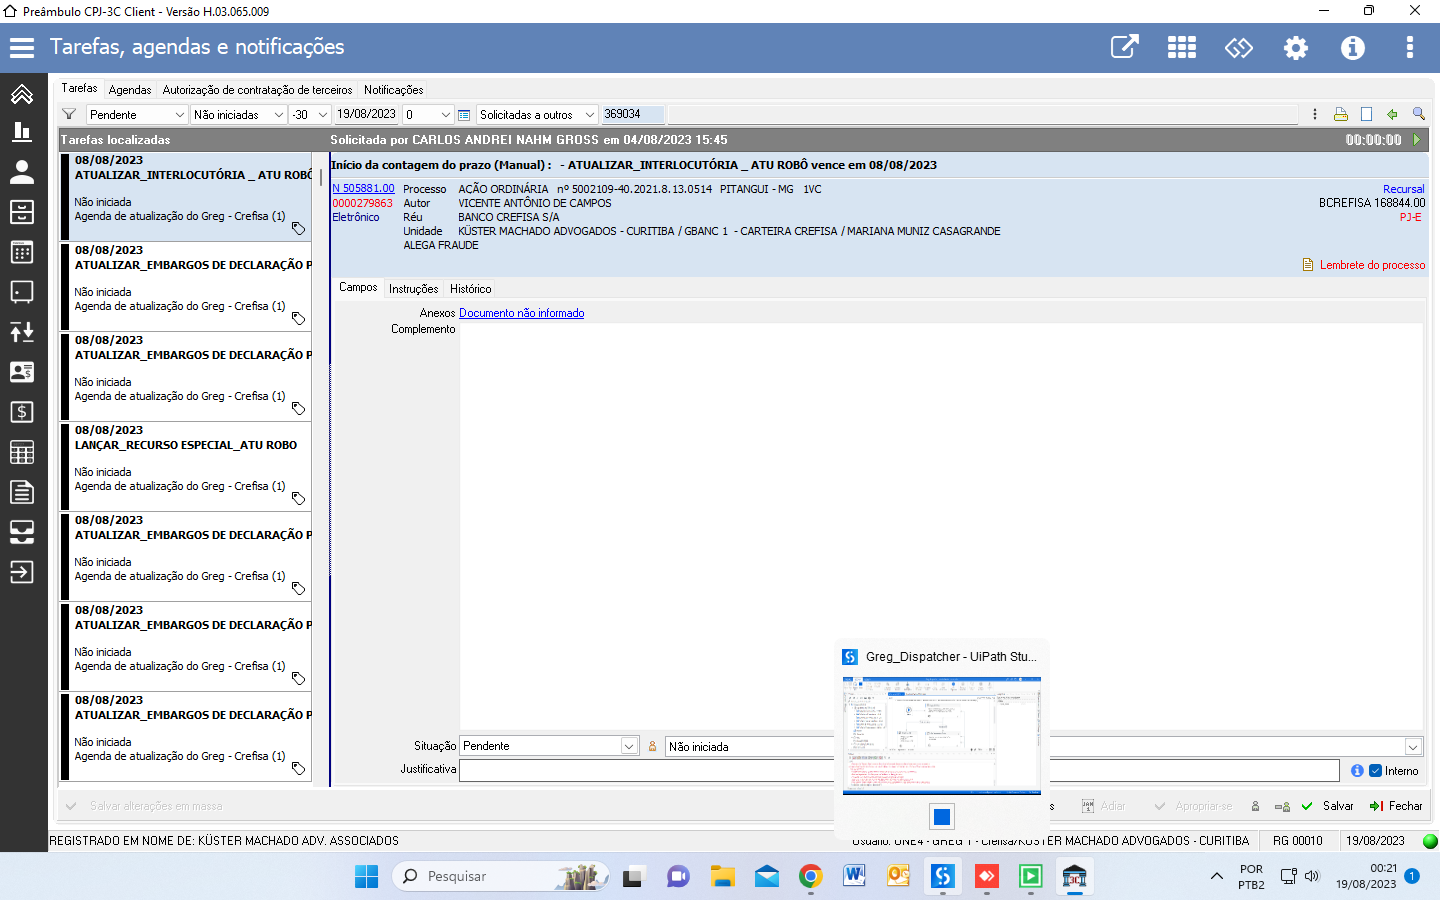 Preâmbulo CPJ-3C Client - Versão H.03.065.009
Tarefas, agendas e notificações
Tarefas Agendas Autorização de contratação de terceiros Notificações
Pendente Não iniciadas -30 19/08/2023 0 Solicitadas a outros 369034
Tarefas localizadas Solicitada por CARLOS ANDREI NAHM GROSS em 04/08/2023 15:45 00:00:00
08/08/2023
ATUALIZAR_INTERLOCUTÓRIA _ ATU ROBÔ
Não iniciada
Agenda de atualização do Greg - Crefisa (1)
08/08/2023
ATUALIZAR_EMBARGOS DE DECLARAÇÃO P
Não iniciada
Agenda de atualização do Greg - Crefisa (1)
08/08/2023
ATUALIZAR_EMBARGOS DE DECLARAÇÃO P
Não iniciada
Agenda de atualização do Greg - Crefisa (1)
08/08/2023
LANÇAR_RECURSO ESPECIAL_ATU ROBO
Não iniciada
Agenda de atualização do Greg - Crefisa (1)
08/08/2023
ATUALIZAR_EMBARGOS DE DECLARAÇÃO P
Não iniciada
Agenda de atualização do Greg - Crefisa (1)
08/08/2023
ATUALIZAR_EMBARGOS DE DECLARAÇÃO P
Não iniciada
Agenda de atualização do Greg - Crefisa (1)
08/08/2023
ATUALIZAR_EMBARGOS DE DECLARAÇÃO P
Não iniciada
Agenda de atualização do Greg - Crefisa (1)
Início da contagem do prazo (Manual) : - ATUALIZAR_INTERLOCUTÓRIA _ ATU ROBÔ vence em 08/08/2023
N 505881.00 Processo AÇÃO ORDINÁRIA nº 5002109-40.2021.8.13.0514 PITANGUI - MG 1VC Recursal
0000279863 Autor VICENTE ANTÔNIO DE CAMPOS BCREFISA 168844.00
Eletrônico Réu BANCO CREFISA S/A PJ-E
Unidade KÜSTER MACHADO ADVOGADOS - CURITIBA / GBANC 1 - CARTEIRA CREFISA / MARIANA MUNIZ CASAGRANDE
ALEGA FRAUDE
Lembrete do processo
Campos Instruções Histórico
Anexos Documento não informado
Complemento
Greg_Dispatcher - UiPath Stu...
Situação Pendente Não iniciada
Justificativa Interno
Salvar alterações em massa Adiar Apropriar-se Salvar Fechar
REGISTRADO EM NOME DE: KÜSTER MACHADO ADV. ASSOCIADOS Usuário: UNE4 - GREG 1 - Crefisa/KÜSTER MACHADO ADVOGADOS - CURITIBA RG 00010 19/08/2023
Pesquisar
POR
PTB2
00:21
19/08/2023
1